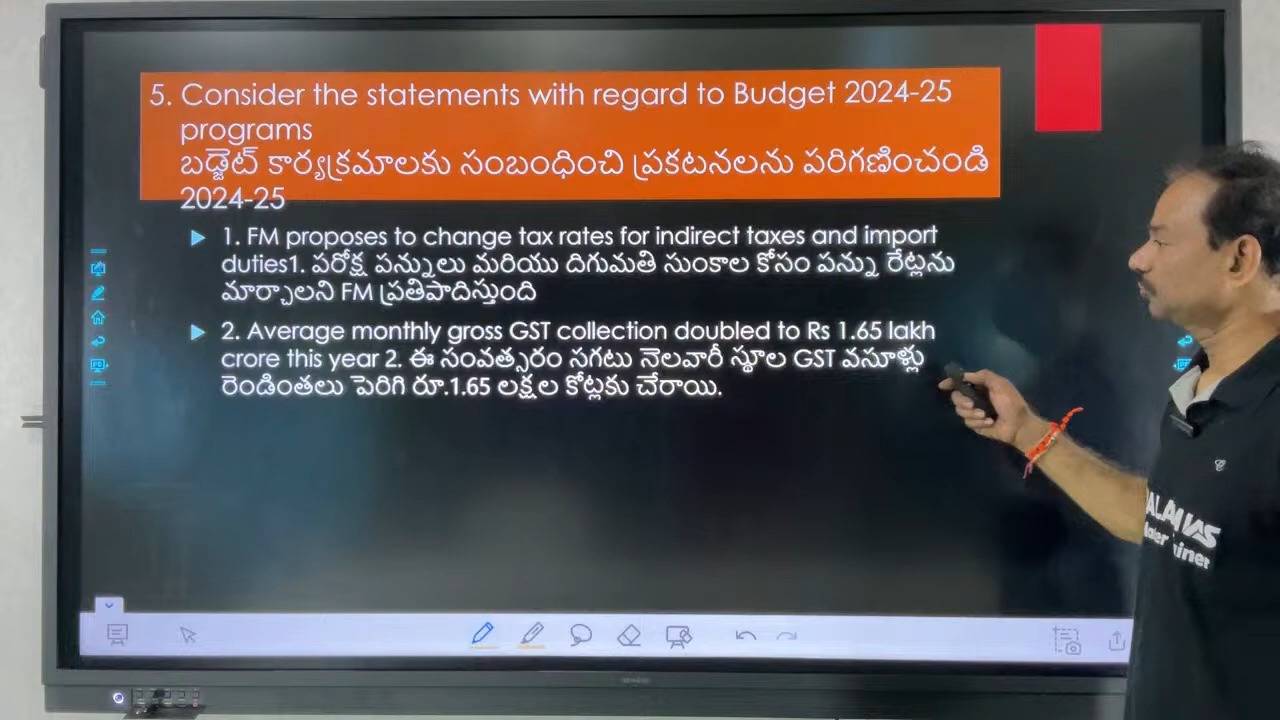 5. Consider the statements with regard to Budget 2024-25
programs
బడ్జెట్ కార్యక్రమాలకు సంబంధించి ప్రకటనలను పరిగణించండి
2024-25
1. FM proposes to change tax rates for indirect taxes and import
duties1. పరోక్ష పన్నులు మరియు దిగుమతి సుంకాల కోసం పన్ను రేట్లను
మార్చాలని FM ప్రతిపాదిస్తుంది
2. Average monthly gross GST collection doubled to Rs 1.65 lakh
crore this year 2. ఈ సంవత్సరం సగటు నెలవారీ స్థూల GST వసూళ్లు
రెండింతలు పెరిగి రూ.1.65 లక్షల కోట్లకు చేరాయి.